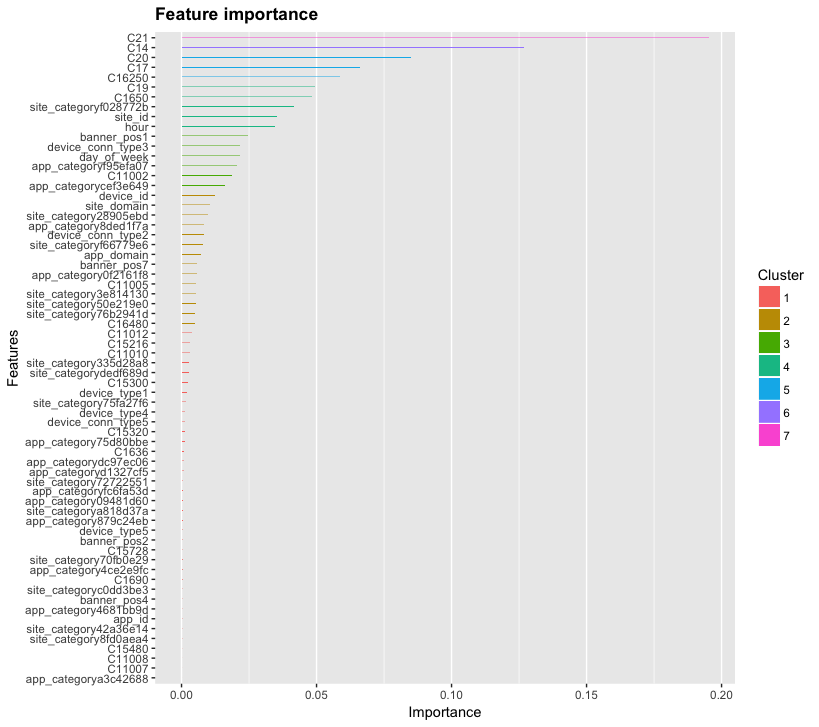 Feature importance
Features
C21
C14
C20
C17
C16250
C19
C1650
site_categoryf028772b
site_id
hour
banner_pos1
device_conn_type3
day_of_week
app_categoryf95efa07
C11002
app_categorycef3e649
device_id
site_domain
site_category28905ebd
app_category8ded1f7a
device_conn_type2
site_categoryf66779e6
app_domain
banner_pos7
app_category0f2161f8
C11005
site_category3e814130
site_category50e219e0
site_category76b2941d
C16480
C11012
C15216
C11010
site_category335d28a8
site_categorydedf689d
C15300
device_type1
site_category75fa27f6
device_type4
device_conn_type5
C15320
app_category75d80bbe
C1636
app_categorydc97ec06
app_categoryd1327cf5
site_category72722551
app_categoryfc6fa53d
app_category09481d60
site_categorya818d37a
app_category879c24eb
device_type5
banner_pos2
C15728
site_category70fb0e29
app_category4ce2e9fc
C1690
site_categoryc0dd3be3
banner_pos4
app_category4681bb9d
app_id
site_category42a36e14
site_category8fd0aea4
C15480
C11008
C11007
app_categorya3c42688
0.00 0.05 0.10 0.15 0.20
Importance
Cluster
1
2
3
4
5
6
7